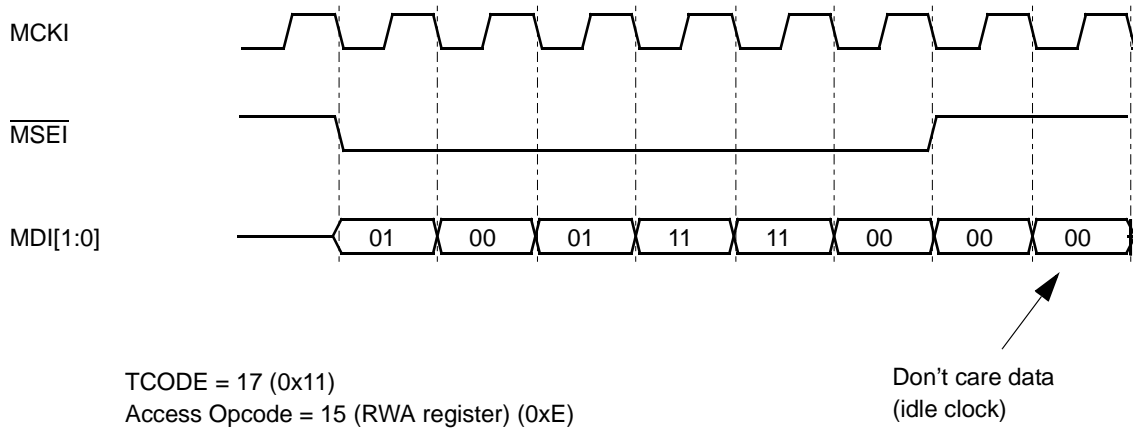 MCKI
MSEI
MDI[1:0]
01 00 01 11 11 00 00 00
Don't care data
(idle clock)
TCODE = 17 (0x11)
Access Opcode = 15 (RWA register) (0xE)